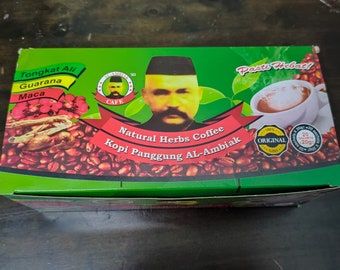 Tongkat Ali
Guarana
Maca
CAFE
Pasti Hebat!
Natural Herbs Coffee
Kopi Panggung AL-Ambiak
ORIGINAL